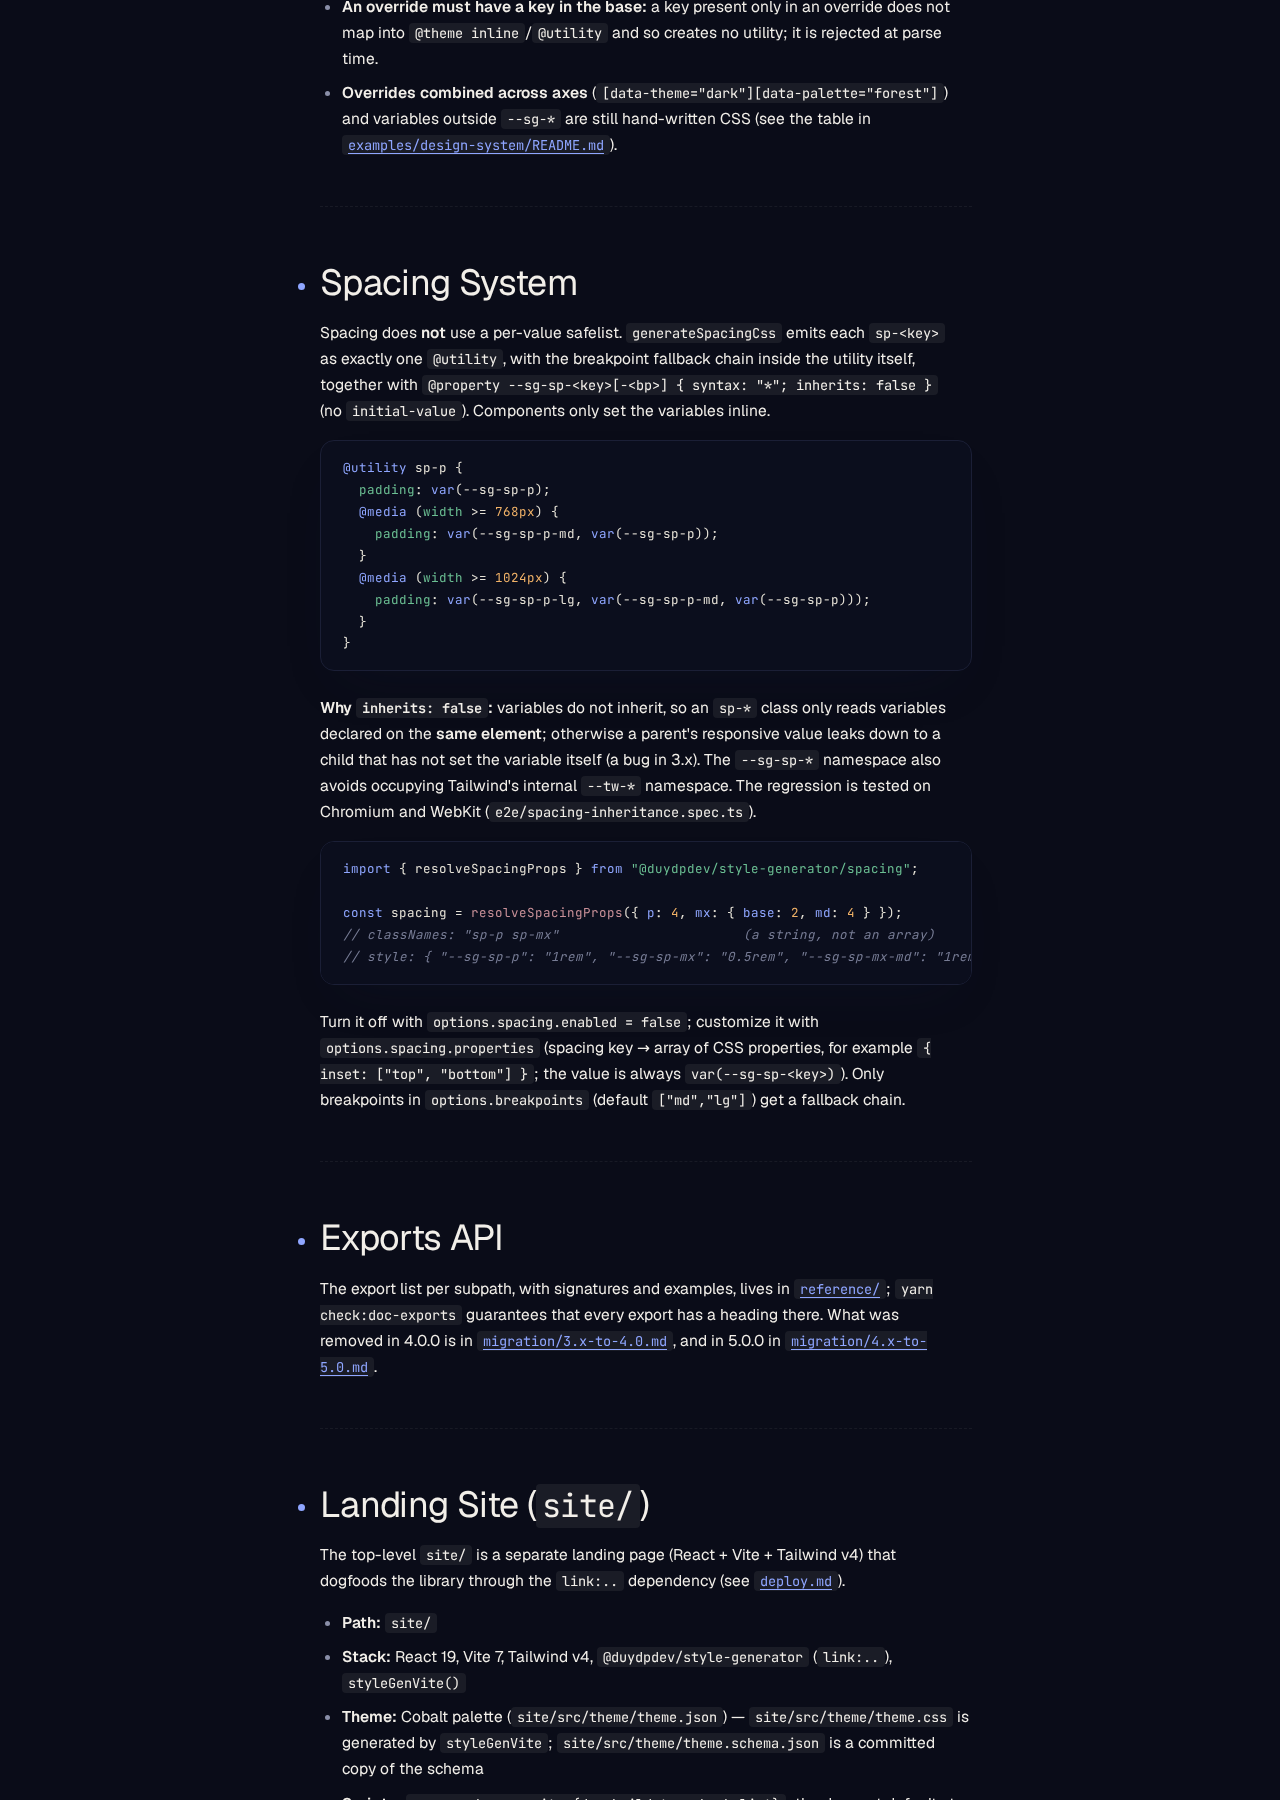 An override must have a key in the base: a key present only in an override does not
map into @theme inline/@utility and so creates no utility; it is rejected at parse
time.
Overrides combined across axes ([data-theme="dark"][data-palette="forest"])
and variables outside --sg-* are still hand-written CSS (see the table in
examples/design-system/README.md).
Spacing System
Spacing does not use a per-value safelist. generateSpacingCss emits each sp-<key>
as exactly one @utility, with the breakpoint fallback chain inside the utility itself,
together with @property --sg-sp-<key>[-<bp>] { syntax: "*"; inherits: false }
(no initial-value). Components only set the variables inline.
@utility sp-p {
  padding: var(--sg-sp-p);
  @media (width >= 768px) {
    padding: var(--sg-sp-p-md, var(--sg-sp-p));
  }
  @media (width >= 1024px) {
    padding: var(--sg-sp-p-lg, var(--sg-sp-p-md, var(--sg-sp-p)));
  }
}
Why inherits: false: variables do not inherit, so an sp-* class only reads variables
declared on the same element; otherwise a parent's responsive value leaks down to a
child that has not set the variable itself (a bug in 3.x). The --sg-sp-* namespace also
avoids occupying Tailwind's internal --tw-* namespace. The regression is tested on
Chromium and WebKit (e2e/spacing-inheritance.spec.ts).
import { resolveSpacingProps } from "@duydpdev/style-generator/spacing";
const spacing = resolveSpacingProps({ p: 4, mx: { base: 2, md: 4 } });
// classNames: "sp-p sp-mx"                       (a string, not an array)
// style: { "--sg-sp-p": "1rem", "--sg-sp-mx": "0.5rem", "--sg-sp-mx-md": "1rem
Turn it off with options.spacing.enabled = false; customize it with
options.spacing.properties (spacing key → array of CSS properties, for example {
inset: ["top", "bottom"] }; the value is always var(--sg-sp-<key>)). Only
breakpoints in options.breakpoints (default ["md","lg"]) get a fallback chain.
Exports API
The export list per subpath, with signatures and examples, lives in reference/; yarn
check:doc-exports guarantees that every export has a heading there. What was
removed in 4.0.0 is in migration/3.x-to-4.0.md, and in 5.0.0 in migration/4.x-to-
5.0.md.
Landing Site (site/)
The top-level site/ is a separate landing page (React + Vite + Tailwind v4) that
dogfoods the library through the link:.. dependency (see deploy.md).
Path: site/
Stack: React 19, Vite 7, Tailwind v4, @duydpdev/style-generator (link:..),
styleGenVite()
Theme: Cobalt palette (site/src/theme/theme.json) — site/src/theme/theme.css is
generated by styleGenVite; site/src/theme/theme.schema.json is a committed
copy of the schema